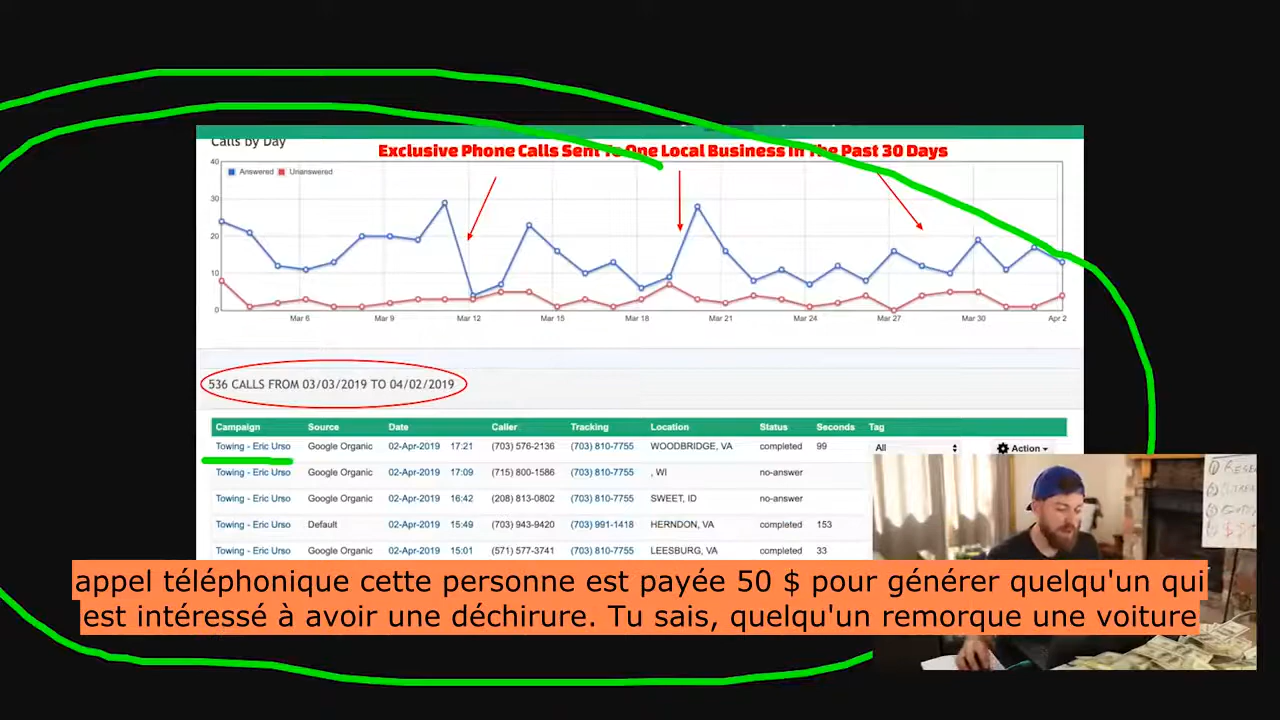 Calls by Day
Exclusive Phone Calls Sent To One Local Business In The Past 30 Days
40
Answered Unanswered
30
20
10
0
Mar 6 Mar 9 Mar 12 Mar 15 Mar 18 Mar 21 Mar 24 Mar 27 Mar 30 Apr 2
536 CALLS FROM 03/03/2019 TO 04/02/2019
Campaign Source Date Caller Tracking Location Status Seconds Tag
Towing - Eric Urso Google Organic 02-Apr-2019 17:21 (703) 576-2136 (703) 810-7755 WOODBRIDGE, VA completed 99 All Action
Towing - Eric Urso Google Organic 02-Apr-2019 17:09 (715) 800-1586 (703) 810-7755 , WI no-answer
Towing - Eric Urso Google Organic 02-Apr-2019 16:42 (208) 813-0802 (703) 810-7755 SWEET, ID no-answer
Towing - Eric Urso Default 02-Apr-2019 15:49 (703) 943-9420 (703) 991-1418 HERNDON, VA completed 153
Towing - Eric Urso Google Organic 02-Apr-2019 15:01 (571) 577-3741 (703) 810-7755 LEESBURG, VA completed 33
appel téléphonique cette personne est payée 50 $ pour générer quelqu'un qui
est intéressé à avoir une déchirure. Tu sais, quelqu'un remorque une voiture